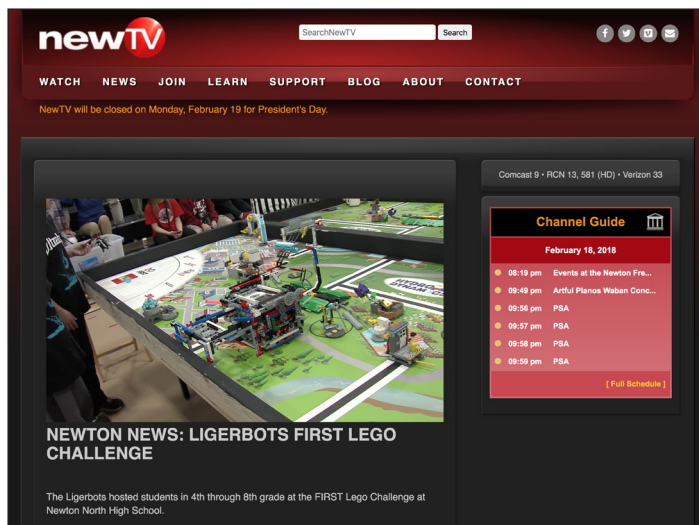 newTV
SearchNewTV
Search
WATCH NEWS JOIN LEARN SUPPORT BLOG ABOUT CONTACT
NewTV will be closed on Monday, February 19 for President's Day.
Comcast 9 • RCN 13, 581 (HD) • Verizon 33
Channel Guide
February 18, 2018
08:19 pm Events at the Newton Fre...
09:49 pm Artful Pianos Waban Conc...
09:56 pm PSA
09:57 pm PSA
09:58 pm PSA
09:59 pm PSA
[ Full Schedule ]
HYDRO
DYNAM
NEWTON NEWS: LIGERBOTS FIRST LEGO
CHALLENGE
The Ligerbots hosted students in 4th through 8th grade at the FIRST Lego Challenge at
Newton North High School.